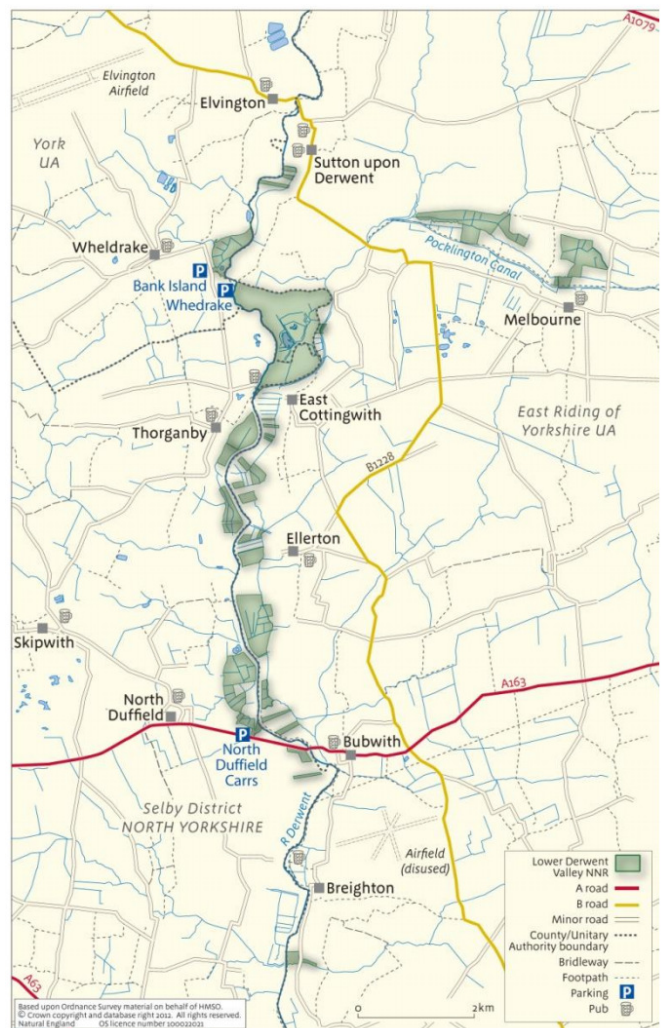 A1079
Elvington
Airfield
Elvington
York
UA
Sutton upon
Derwent
Wheldrake
Pocklington Canal
Bank Island
Whedrake
Melbourne
East
Cottingwith
Thorganby
East Riding of
Yorkshire UA
B1228
Ellerton
Skipwith
A163
North
Duffield
North
Duffield
Carrs
Bubwith
Selby District
NORTH YORKSHIRE
R Derwent
Airfield
(disused)
Breighton
A63
Lower Derwent
Valley NNR
A road
B road
Minor road
County/Unitary
Authority boundary
Bridleway
Footpath
Parking
P
Pub
P
P
P
0 2km
Based upon Ordnance Survey material on behalf of HMSO.
© Crown copyright and database right 2012. All rights reserved.
Natural England OS licence number 100022021